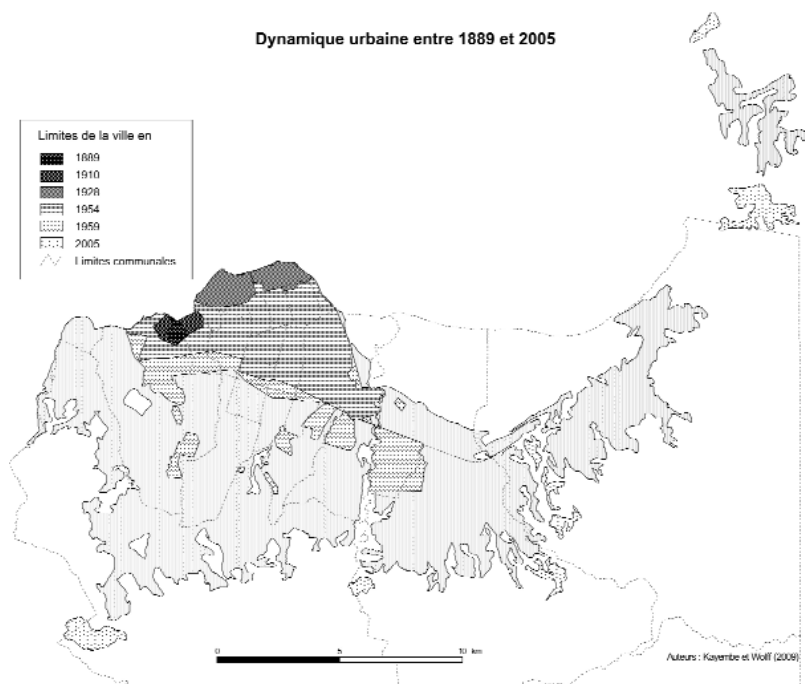 Dynamique urbaine entre 1889 et 2005
Limites de la ville en
1889
1910
1928
1954
1959
2005
Limites communales
0 5 10 km
Auteurs : Kayembe et Wolff (2009)